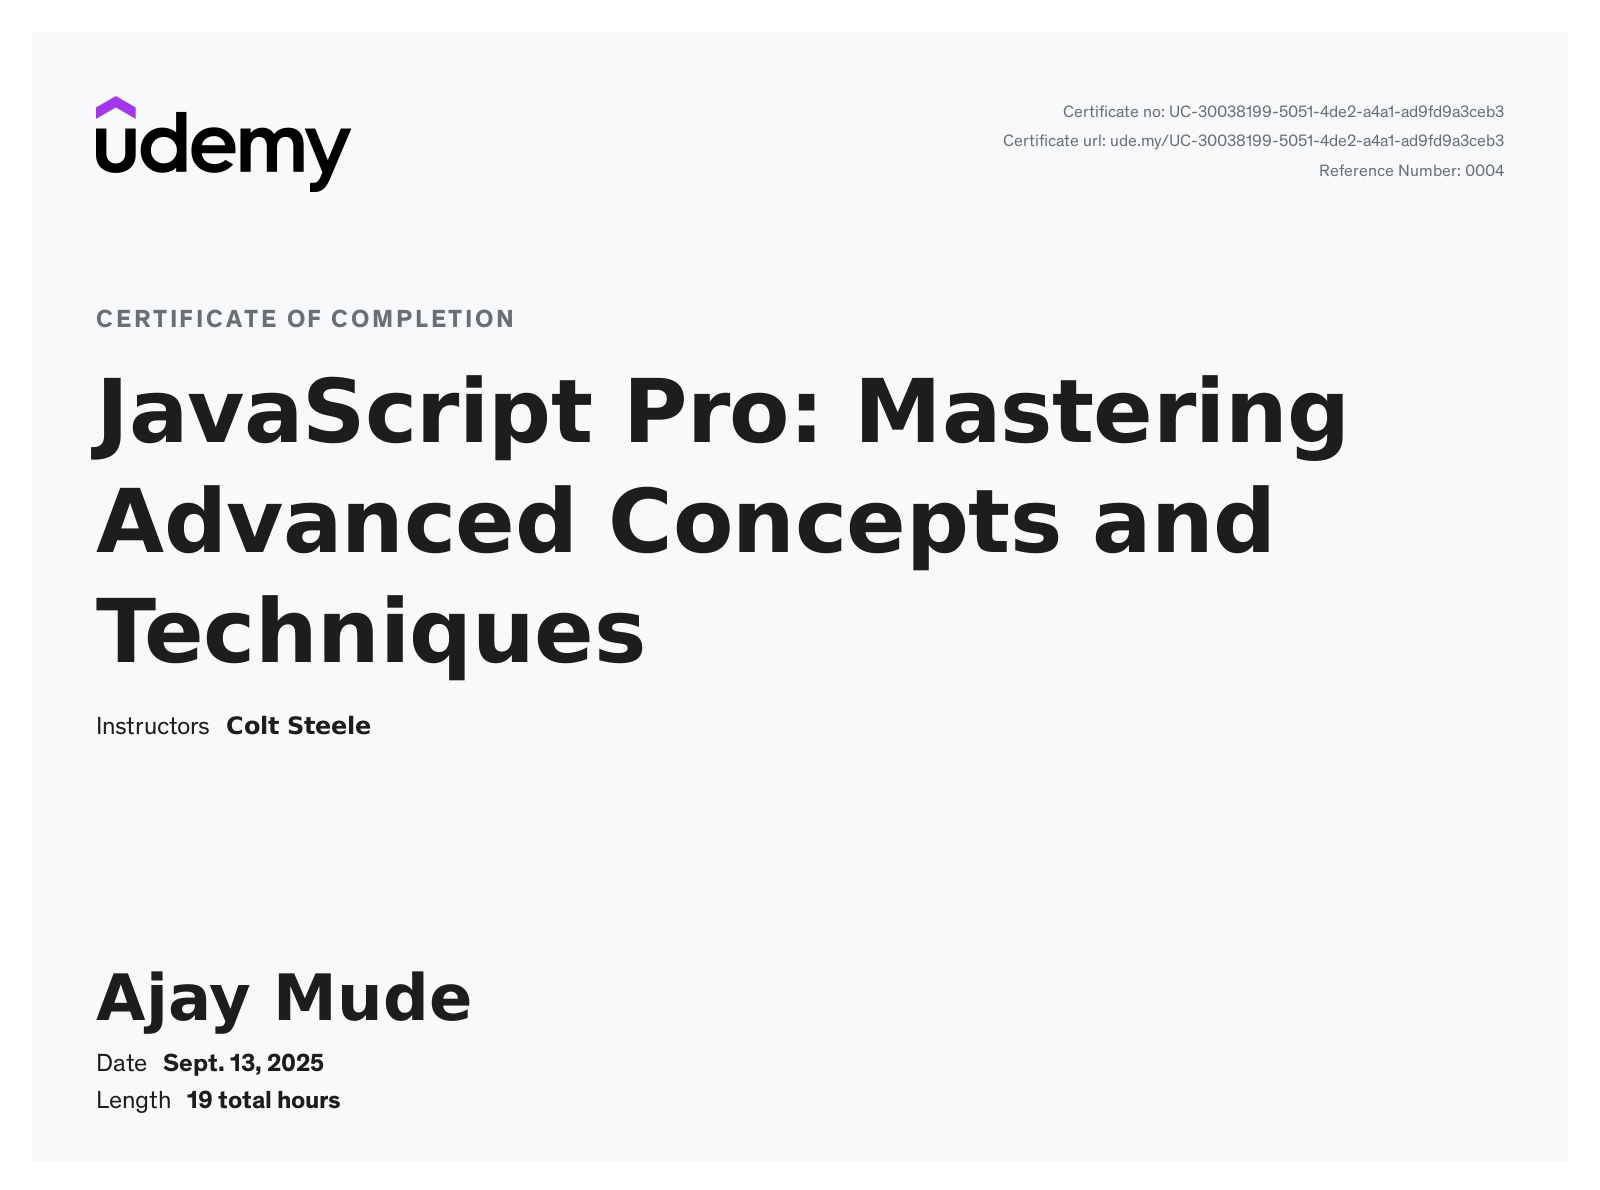 udemy
Certificate no: UC-30038199-5051-4de2-a4a1-ad9fd9a3ceb3
Certificate url: ude.my/UC-30038199-5051-4de2-a4a1-ad9fd9a3ceb3
Reference Number: 0004
CERTIFICATE OF COMPLETION
JavaScript Pro: Mastering
Advanced Concepts and
Techniques
Instructors Colt Steele
Ajay Mude
Date Sept. 13, 2025
Length 19 total hours